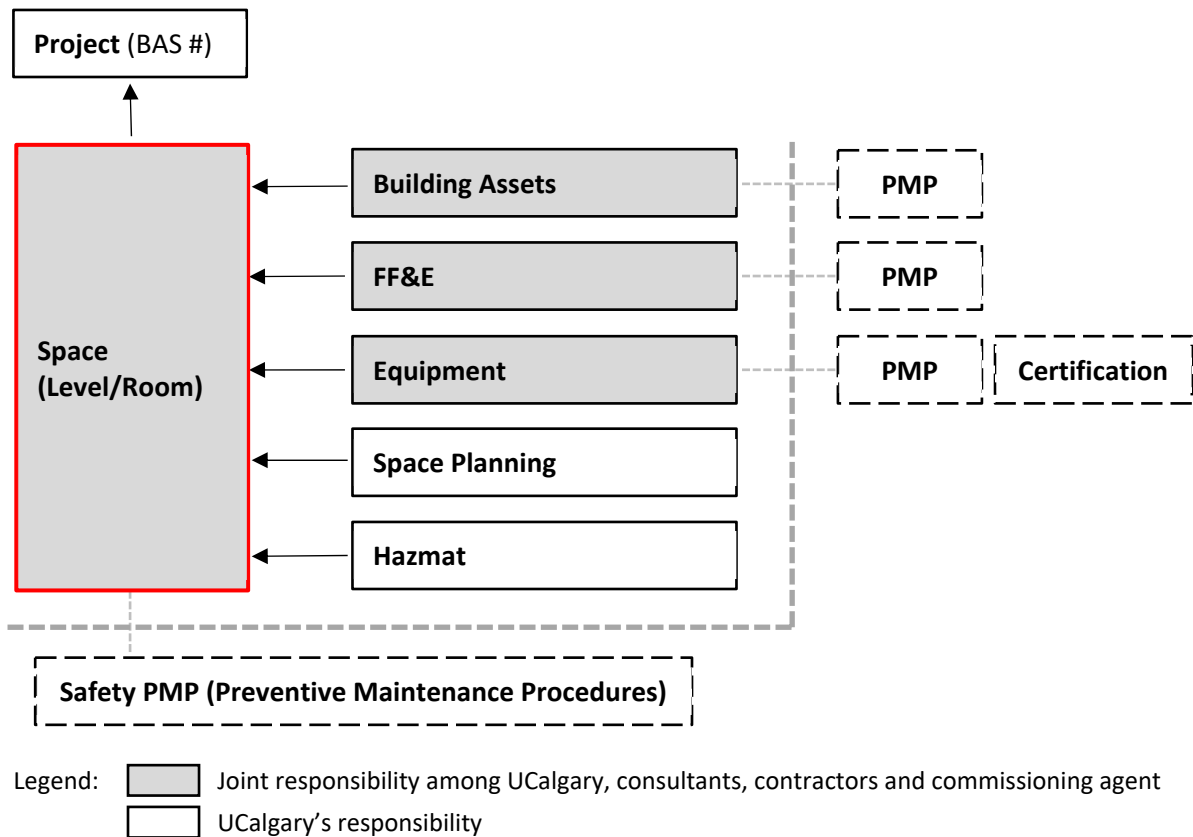 Project (BAS #)
Building Assets
PMP
FF&E
PMP
Space
(Level/Room)
Equipment
PMP
Certification
Space Planning
Hazmat
Safety PMP (Preventive Maintenance Procedures)
Legend:
Joint responsibility among UCalgary, consultants, contractors and commissioning agent
UCalgary's responsibility